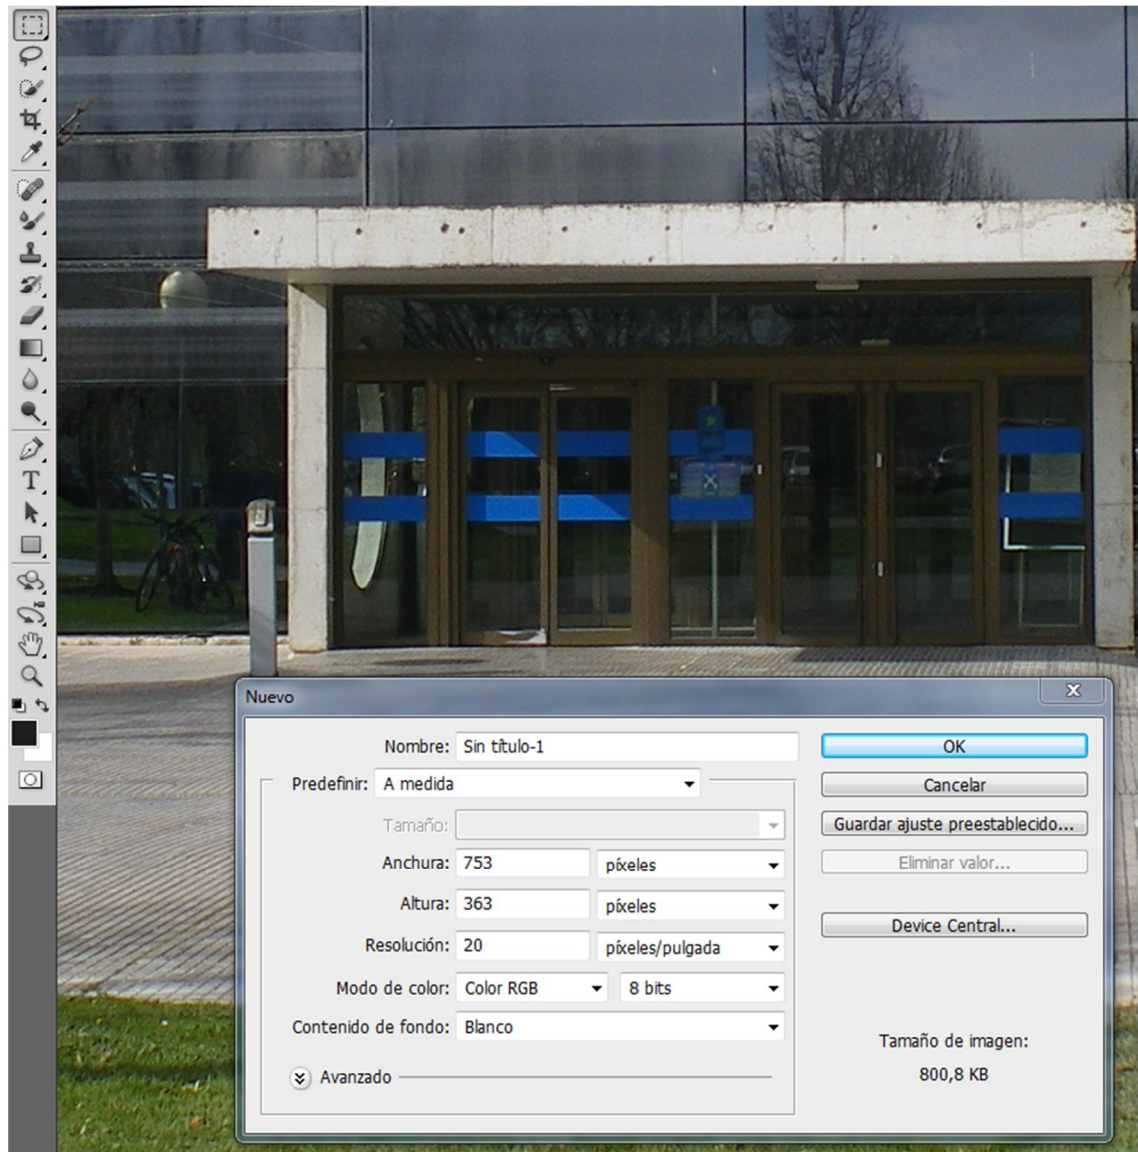 Nuevo
Nombre: Sin título-1
Predefinir: A medida
Tamaño:
Anchura: 753 píxeles
Altura: 363 píxeles
Resolución: 20 píxeles/pulgada
Modo de color: Color RGB 8 bits
Contenido de fondo: Blanco
Avanzado
OK
Cancelar
Guardar ajuste preestablecido...
Eliminar valor...
Device Central...
Tamaño de imagen:
800,8 KB
T